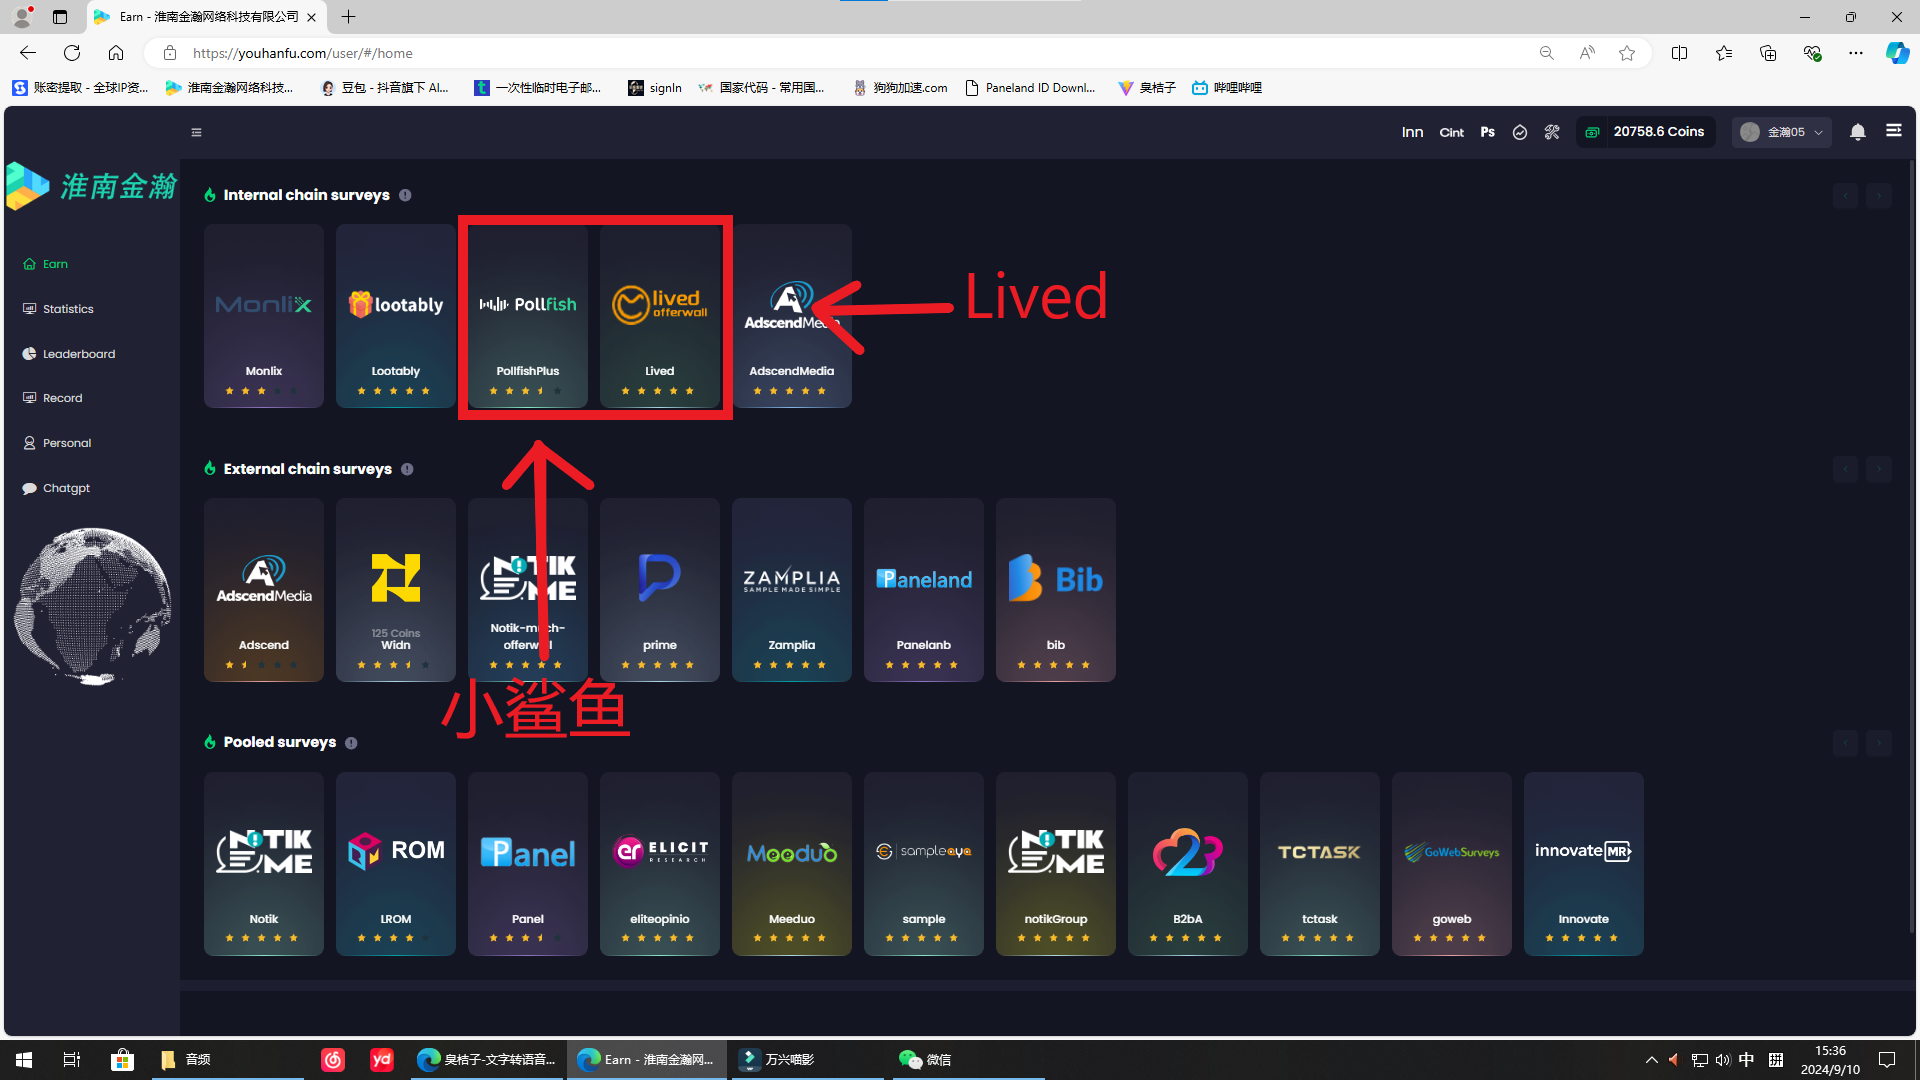 Earn - 淮南金瀚网络科技有限公司
https://youhanfu.com/user/#/home
账密提取 - 全球IP资...
淮南金瀚网络科技...
豆包 - 抖音旗下 AI...
一次性临时电子邮...
signIn
国家代码 - 常用国...
狗狗加速.com
Paneland ID Downl...
臭桔子
哔哩哔哩
Inn Cint Ps 20758.6 Coins 金瀚05
淮南金瀚
Earn
Statistics
Leaderboard
Record
Personal
Chatgpt
Internal chain surveys
Monlix
lootably
Pollfish
lived
offerwall
AdscendMedia
Lived
Monlix
Lootably
PollfishPlus
Lived
AdscendMedia
External chain surveys
AdscendMedia
NOTIK
ME
ZAMPLIA
SAMPLE MADE SIMPLE
Paneland
Bib
Adscend
125 Coins
Widn
Notik-much-
offerwall
prime
Zamplia
Panelanb
bib
小鲨鱼
Pooled surveys
NOTIK
ME
ROM
Panel
er ELICIT
RESEARCH
Meeduo
sampleaya
NOTIK
ME
TCTASK
GoWebSurveys
innovateMR
Notik
LROM
Panel
eliteopinio
Meeduo
sample
notikGroup
B2bA
tctask
goweb
Innovate
音频
yd
臭桔子-文字转语音...
Earn - 淮南金瀚网...
万兴喵影
微信
中
拼
15:36
2024/9/10